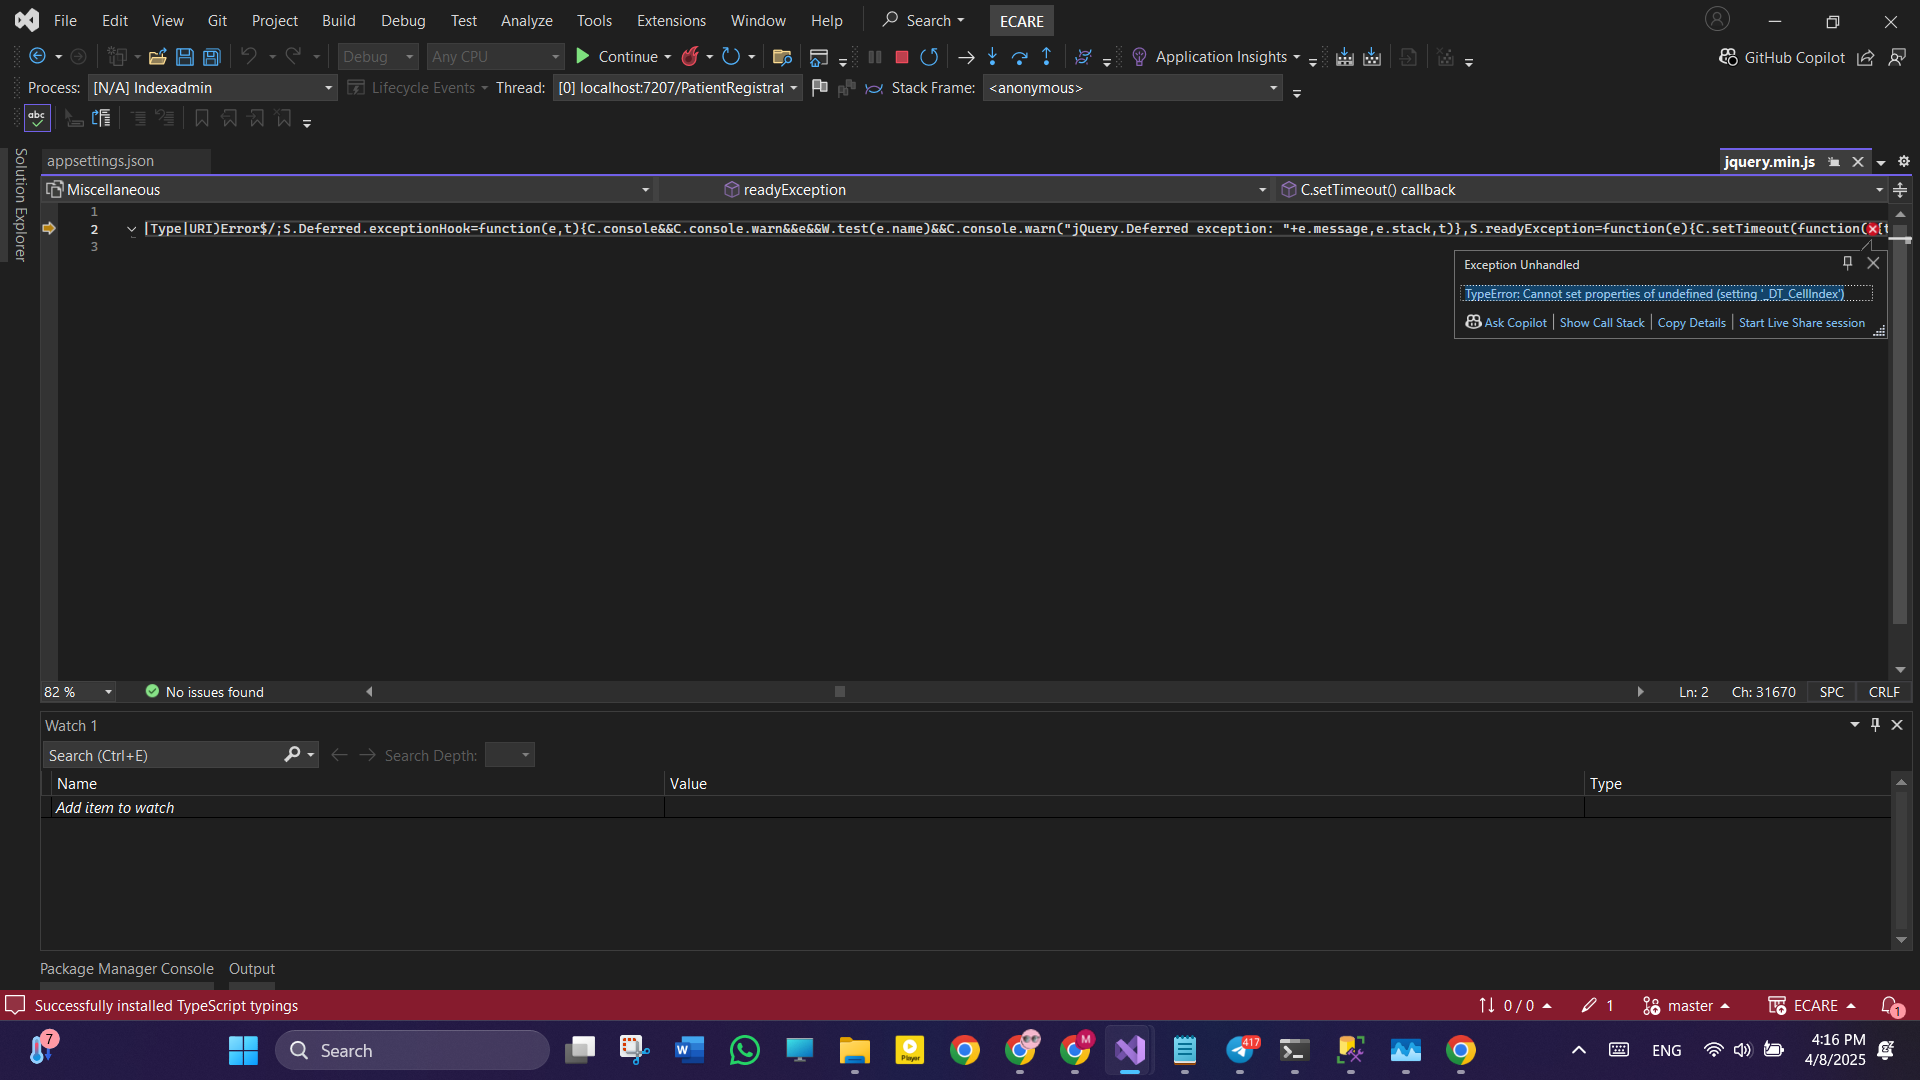 File Edit View Git Project Build Debug Test Analyze Tools Extensions Window Help Search ECARE
Debug Any CPU Continue Application Insights GitHub Copilot
Process: [N/A] Indexadmin Lifecycle Events Thread: [0] localhost:7207/PatientRegistrat Stack Frame: <anonymous>
abc
Solution Explorer
appsettings.json jquery.min.js
Miscellaneous readyException C.setTimeout() callback
1
2 |Type|URI)Error$/;S.Deferred.exceptionHook=function(e,t){C.console&&C.console.warn&&e&&W.test(e.name)&&C.console.warn("jQuery.Deferred exception: "+e.message,e.stack,t)},S.readyException=function(e){C.setTimeout(function(){t
3
Exception Unhandled
TypeError: Cannot set properties of undefined (setting '_DT_CellIndex')
Ask Copilot Show Call Stack Copy Details Start Live Share session
82 % No issues found Ln: 2 Ch: 31670 SPC CRLF
Watch 1
Search (Ctrl+E) Search Depth:
Name Value Type
Add item to watch
Package Manager Console Output
Successfully installed TypeScript typings 0 / 0 1 master ECARE 1
7 Search W Player M 417 ENG 4:16 PM
4/8/2025